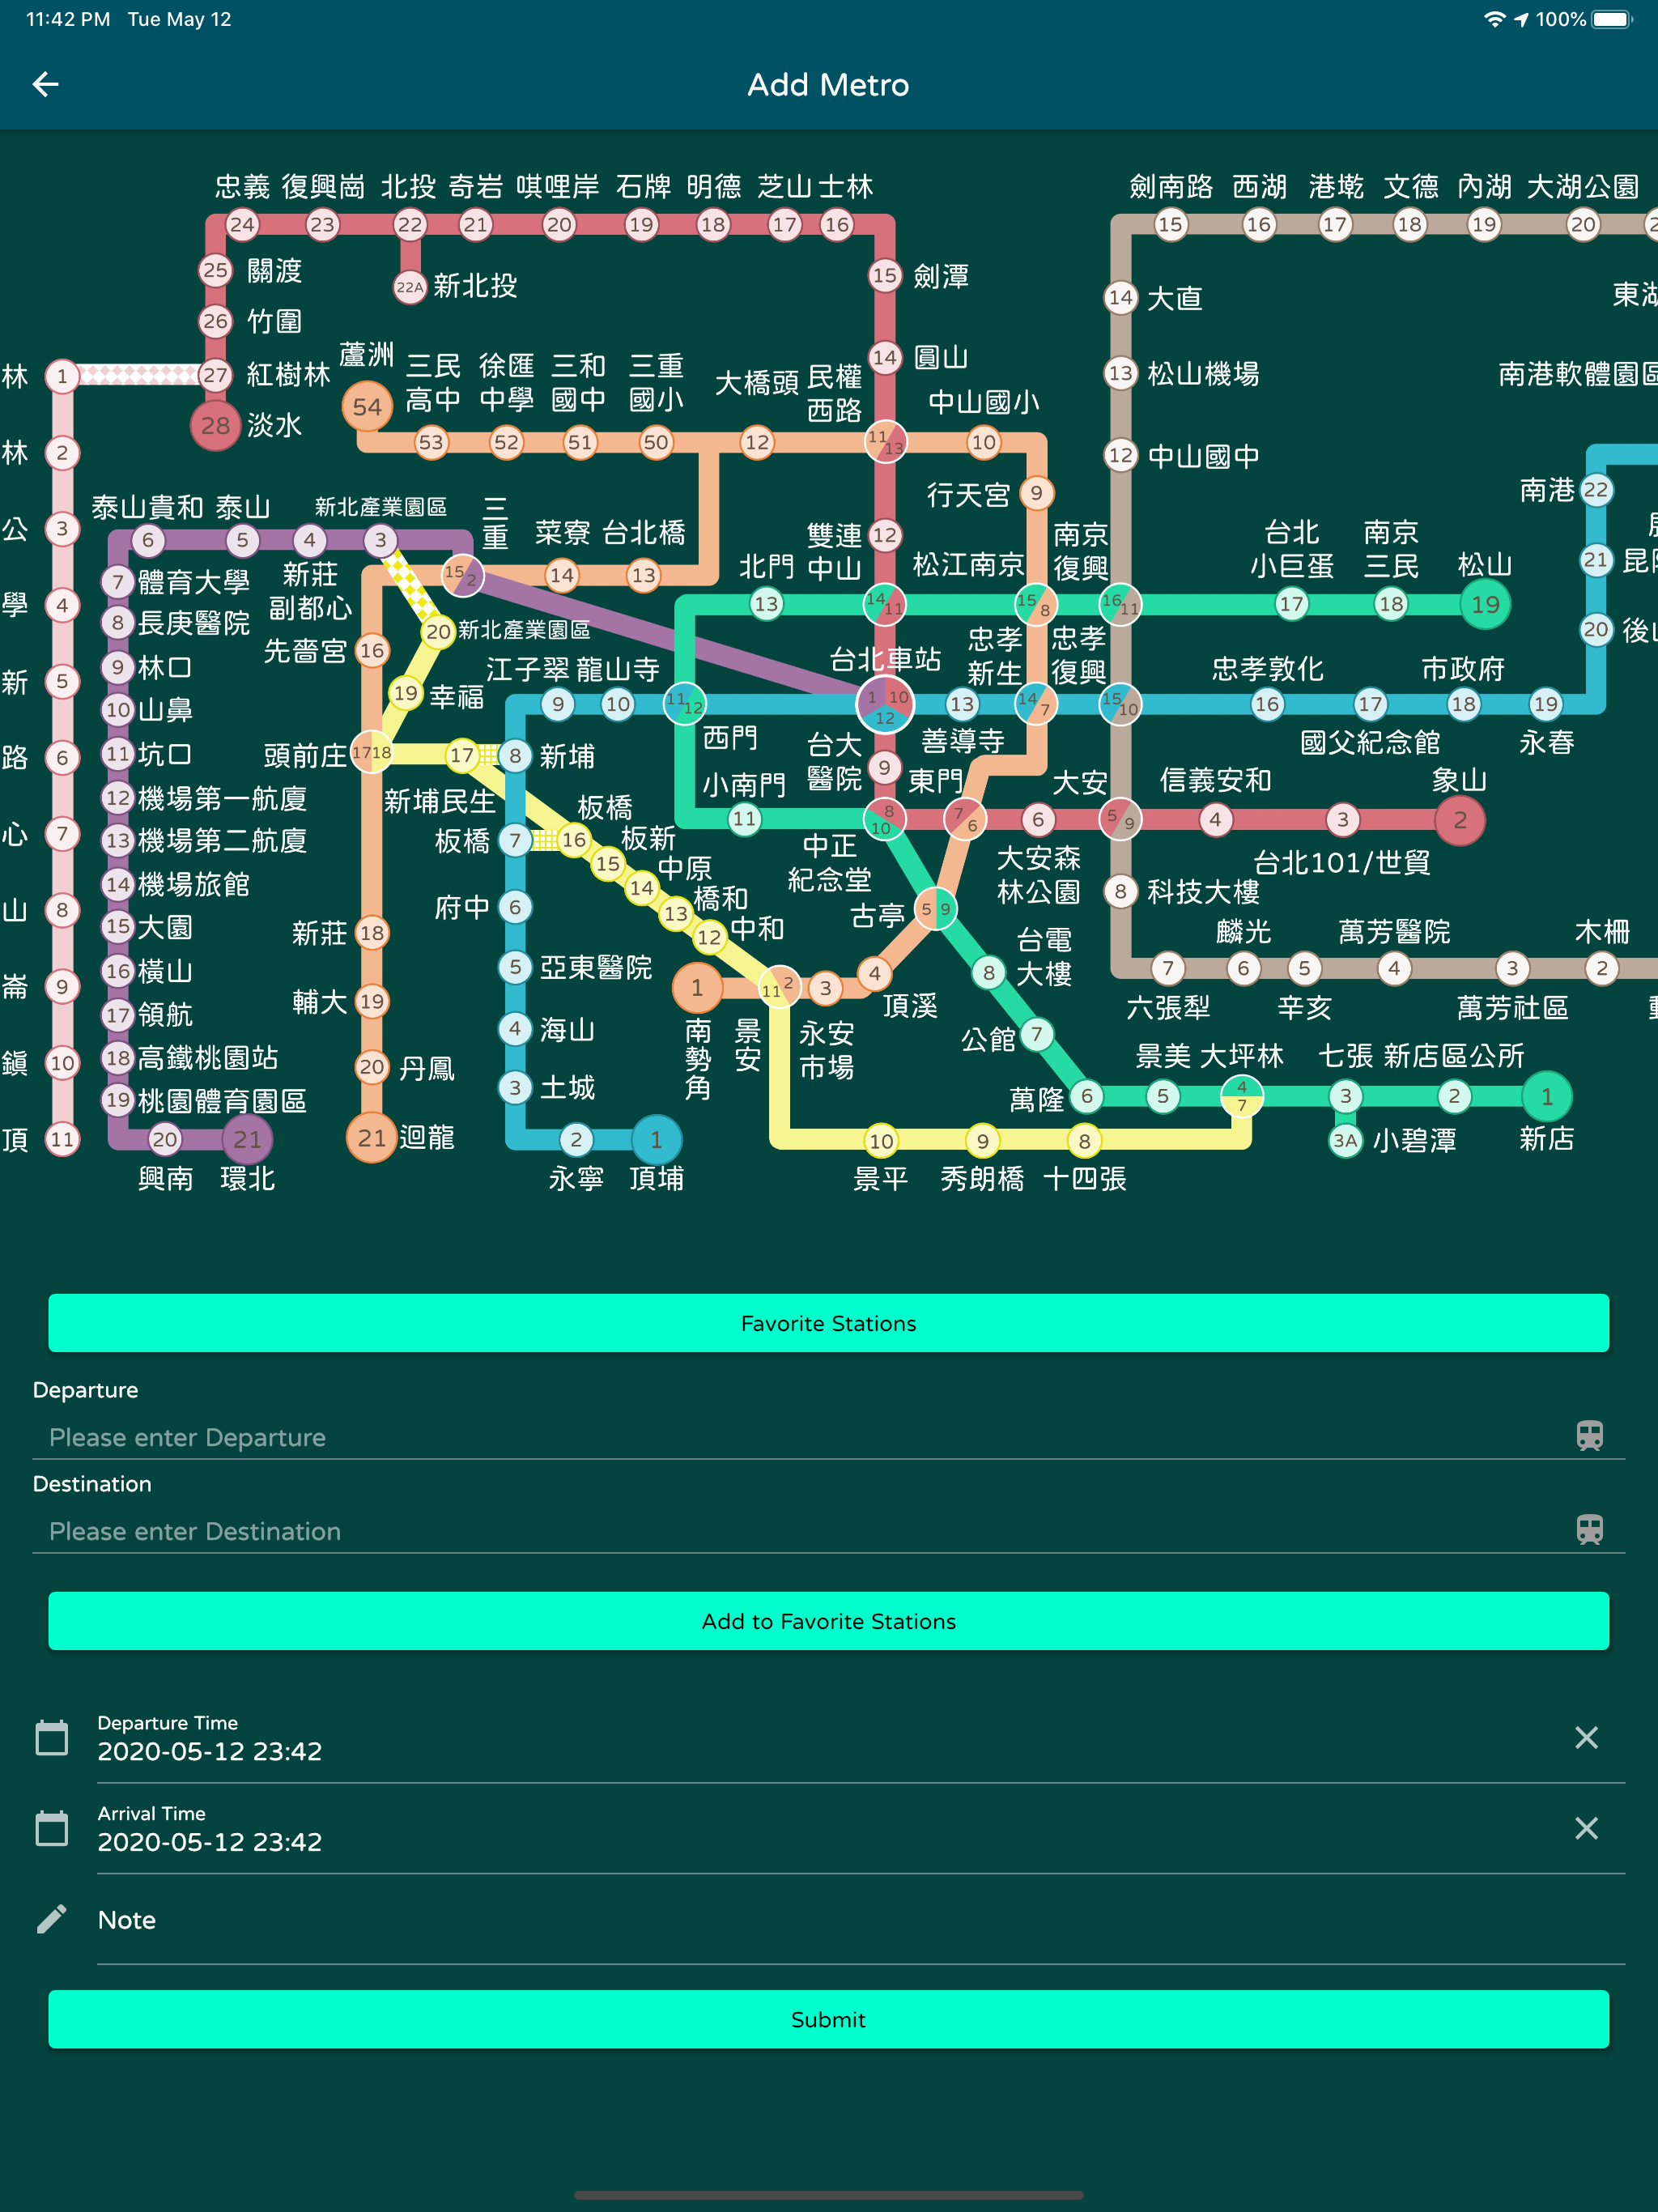 11:42 PM Tue May 12
100%
Add Metro
忠義 復興崗 北投 奇岩 唭哩岸 石牌 明德 芝山 士林
劍南路 西湖 港墘 文德 內湖 大湖公園
24 23 22 21 20 19 18 17 16
15 16 17 18 19 20
25 關渡
22A 新北投
15 劍潭
14 大直
東湖
26 竹圍
14 圓山
林 1
27 紅樹林
28 淡水
蘆洲
54
三民
高中
徐匯
中學
三和
國中
三重
國小
大橋頭
民權
西路
中山國小
13 松山機場
南港軟體園區
53 52 51 50 12 11 13 10
林 2
12 中山國中
行天宮 9
南港 22
泰山貴和 泰山 新北產業園區
三
重
菜寮 台北橋
公 3
6 5 4 3
15 2 14 13
雙連 12
中山
北門
松江南京
南京
復興
台北
小巨蛋
南京
三民
松山
21
13 14 11 15 8 16 11 17 18 19
7 體育大學
新莊
副都心
學 4
8 長庚醫院
先嗇宮 16
20 新北產業園區
20
9 林口
江子翠 龍山寺
台北車站
忠孝
新生
忠孝
復興
忠孝敦化 市政府
新 5
10 山鼻
19 幸福
9 10 11 12 1 10 12 13 14 7 15 10 16 17 18 19
西門
台大
醫院
善導寺
國父紀念館 永春
路 6
11 坑口
頭前庄 17 18 17 8 新埔
9
12 機場第一航廈
新埔民生
小南門
東門
大安
信義安和
象山
板橋
心 7
13 機場第二航廈
板橋 7 16
板新
15
11 8 10 7 6 6 5 9 4 3 2
中正
紀念堂
大安森
林公園
台北101/世貿
14 機場旅館
14 中原
8 科技大樓
山 8
府中 6
13 橋和
古亭 5 9
15 大園
新莊 18
12 中和
台電
大樓
麟光 萬芳醫院 木柵
16 橫山
5 亞東醫院
8
7 6 5 4 3 2
崙 9
輔大 19
1 11 2 3 4
頂溪
六張犁 辛亥 萬芳社區
17 領航
4 海山
南
勢
角
景
安
永安
市場
公館 7
鎮 10
18 高鐵桃園站
20 丹鳳
景美 大坪林 七張 新店區公所
19 桃園體育園區
3 土城
萬隆 6 5 4 7 3 2 1
頂 11
20 21
21 迴龍
2 1
10 9 8
3A 小碧潭
新店
興南 環北
永寧 頂埔
景平 秀朗橋 十四張
Favorite Stations
Departure
Please enter Departure
Destination
Please enter Destination
Add to Favorite Stations
Departure Time
2020-05-12 23:42
Arrival Time
2020-05-12 23:42
Note
Submit